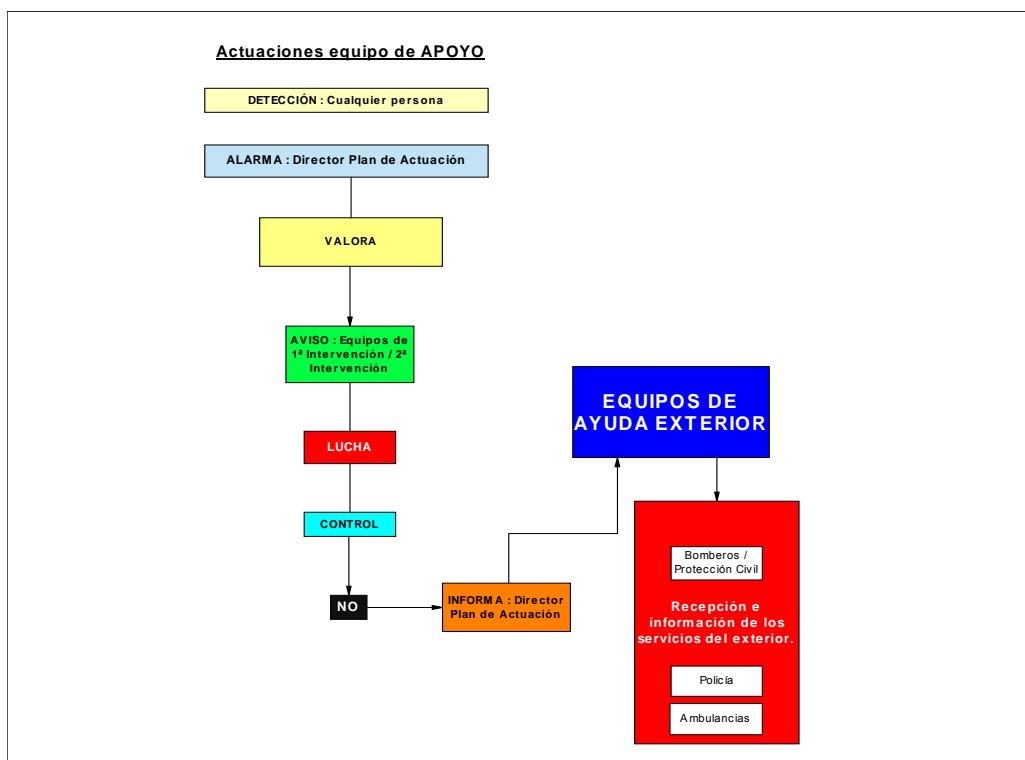 Actuaciones equipo de APOYO
DETECCIÓN : Cualquier persona
ALARMA : Director Plan de Actuación
VALORA
AVISO : Equipos de
1ª Intervención / 2ª
Intervención
LUCHA
CONTROL
NO
INFORMA : Director
Plan de Actuación
EQUIPOS DE
AYUDA EXTERIOR
Bomberos /
Protección Civil
Recepción e
información de los
servicios del exterior.
Policía
Ambulancias